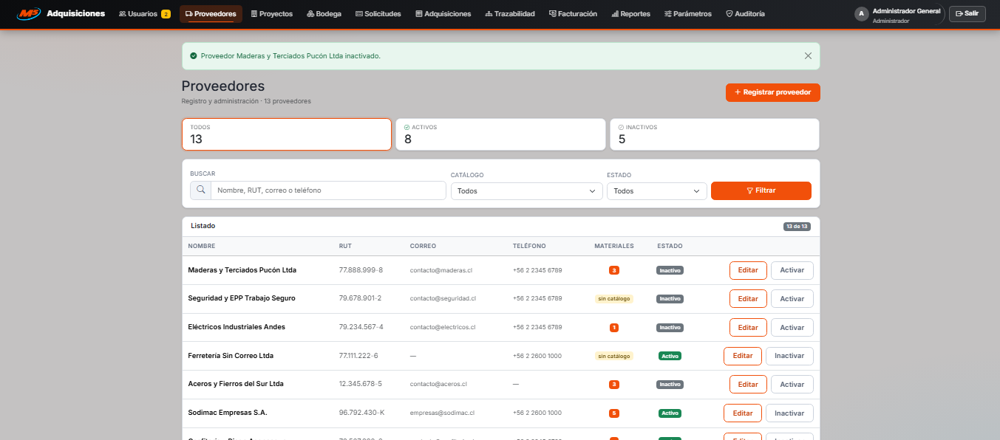 M5 Adquisiciones Usuarios 2 Proveedores Proyectos Bodega Solicitudes Adquisiciones Trazabilidad Facturación Reportes Parámetros Auditoría A Administrador General Salir
Administrador
Proveedor Maderas y Terciados Pucón Ltda inactivado.
Proveedores
Registro y administración · 13 proveedores
+ Registrar proveedor
TODOS
13
ACTIVOS
8
INACTIVOS
5
BUSCAR
Nombre, RUT, correo o teléfono
CATÁLOGO
Todos
ESTADO
Todos
Filtrar
Listado 13 de 13
NOMBRE RUT CORREO TELÉFONO MATERIALES ESTADO
Maderas y Terciados Pucón Ltda 77.888.999-8 contacto@maderas.cl +56 2 2345 6789 3 Inactivo Editar Activar
Seguridad y EPP Trabajo Seguro 79.678.901-2 contacto@seguridad.cl +56 2 2345 6789 sin catálogo Inactivo Editar Activar
Eléctricos Industriales Andes 79.234.567-4 contacto@electricos.cl +56 2 2345 6789 1 Inactivo Editar Activar
Ferretería Sin Correo Ltda 77.111.222-6 — +56 2 2600 1000 sin catálogo Activo Editar Inactivar
Aceros y Fierros del Sur Ltda 12.345.678-5 contacto@aceros.cl — 3 Inactivo Editar Activar
Sodimac Empresas S.A. 96.792.430-K empresas@sodimac.cl +56 2 2600 1000 5 Activo Editar Inactivar